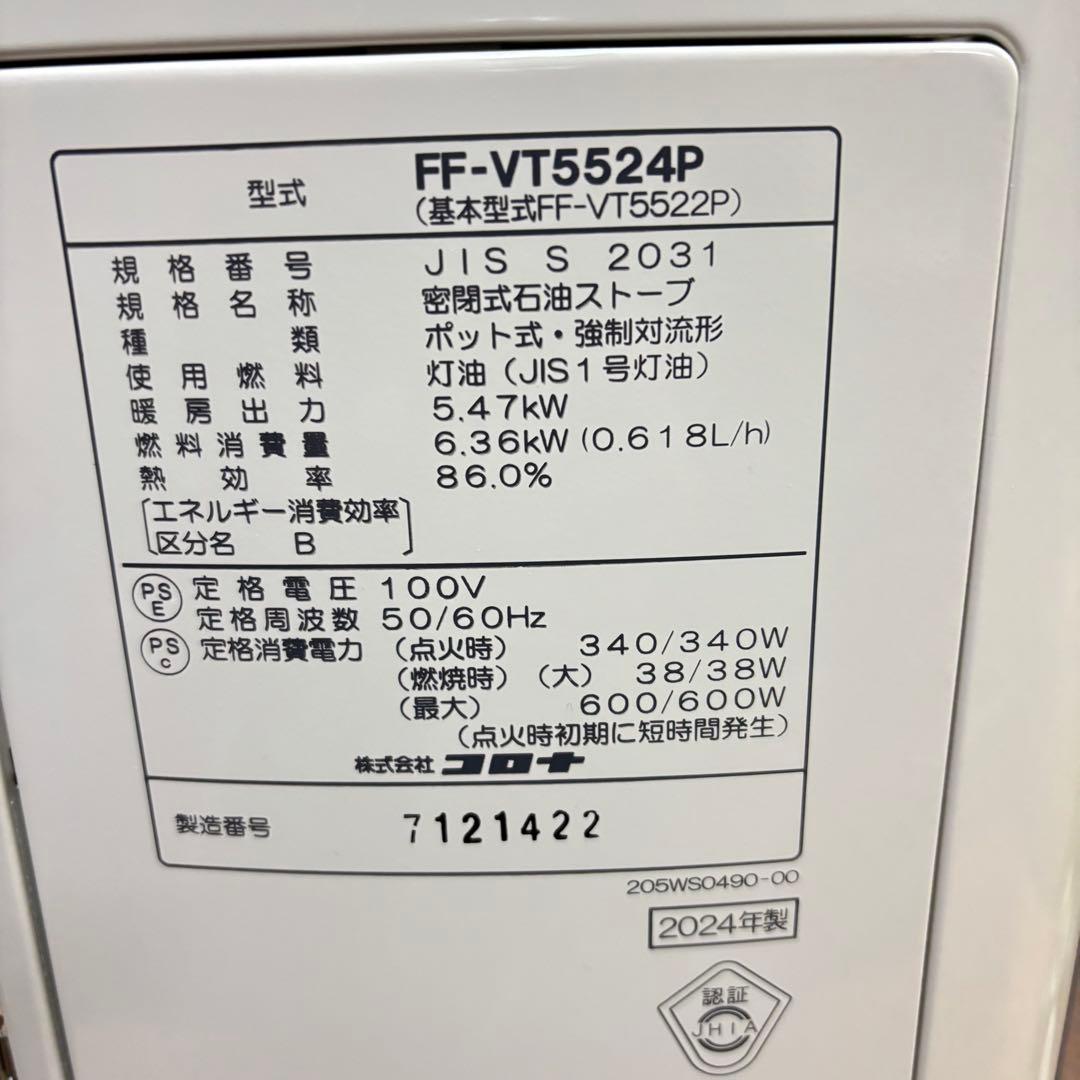 型式 FF-VT5524P
(基本型式FF-VT5522P)
規格番号 JIS S 2031
規格名称 密閉式石油ストーブ
種類 ポット式・強制対流形
使用燃料 灯油(JIS1号灯油)
暖房出力 5.47kW
燃料消費量 6.36kW(0.618L/h)
熱効率 86.0%
エネルギー消費効率
区分名 B
PSE 定格電圧 100V
定格周波数 50/60Hz
PSC 定格消費電力 (点火時) 340/340W
(燃焼時)(大) 38/38W
(最大) 600/600W
(点火時初期に短時間発生)
株式会社 コロナ
製造番号 7121422
205WS0490-00
2024年製
認証
JHIA